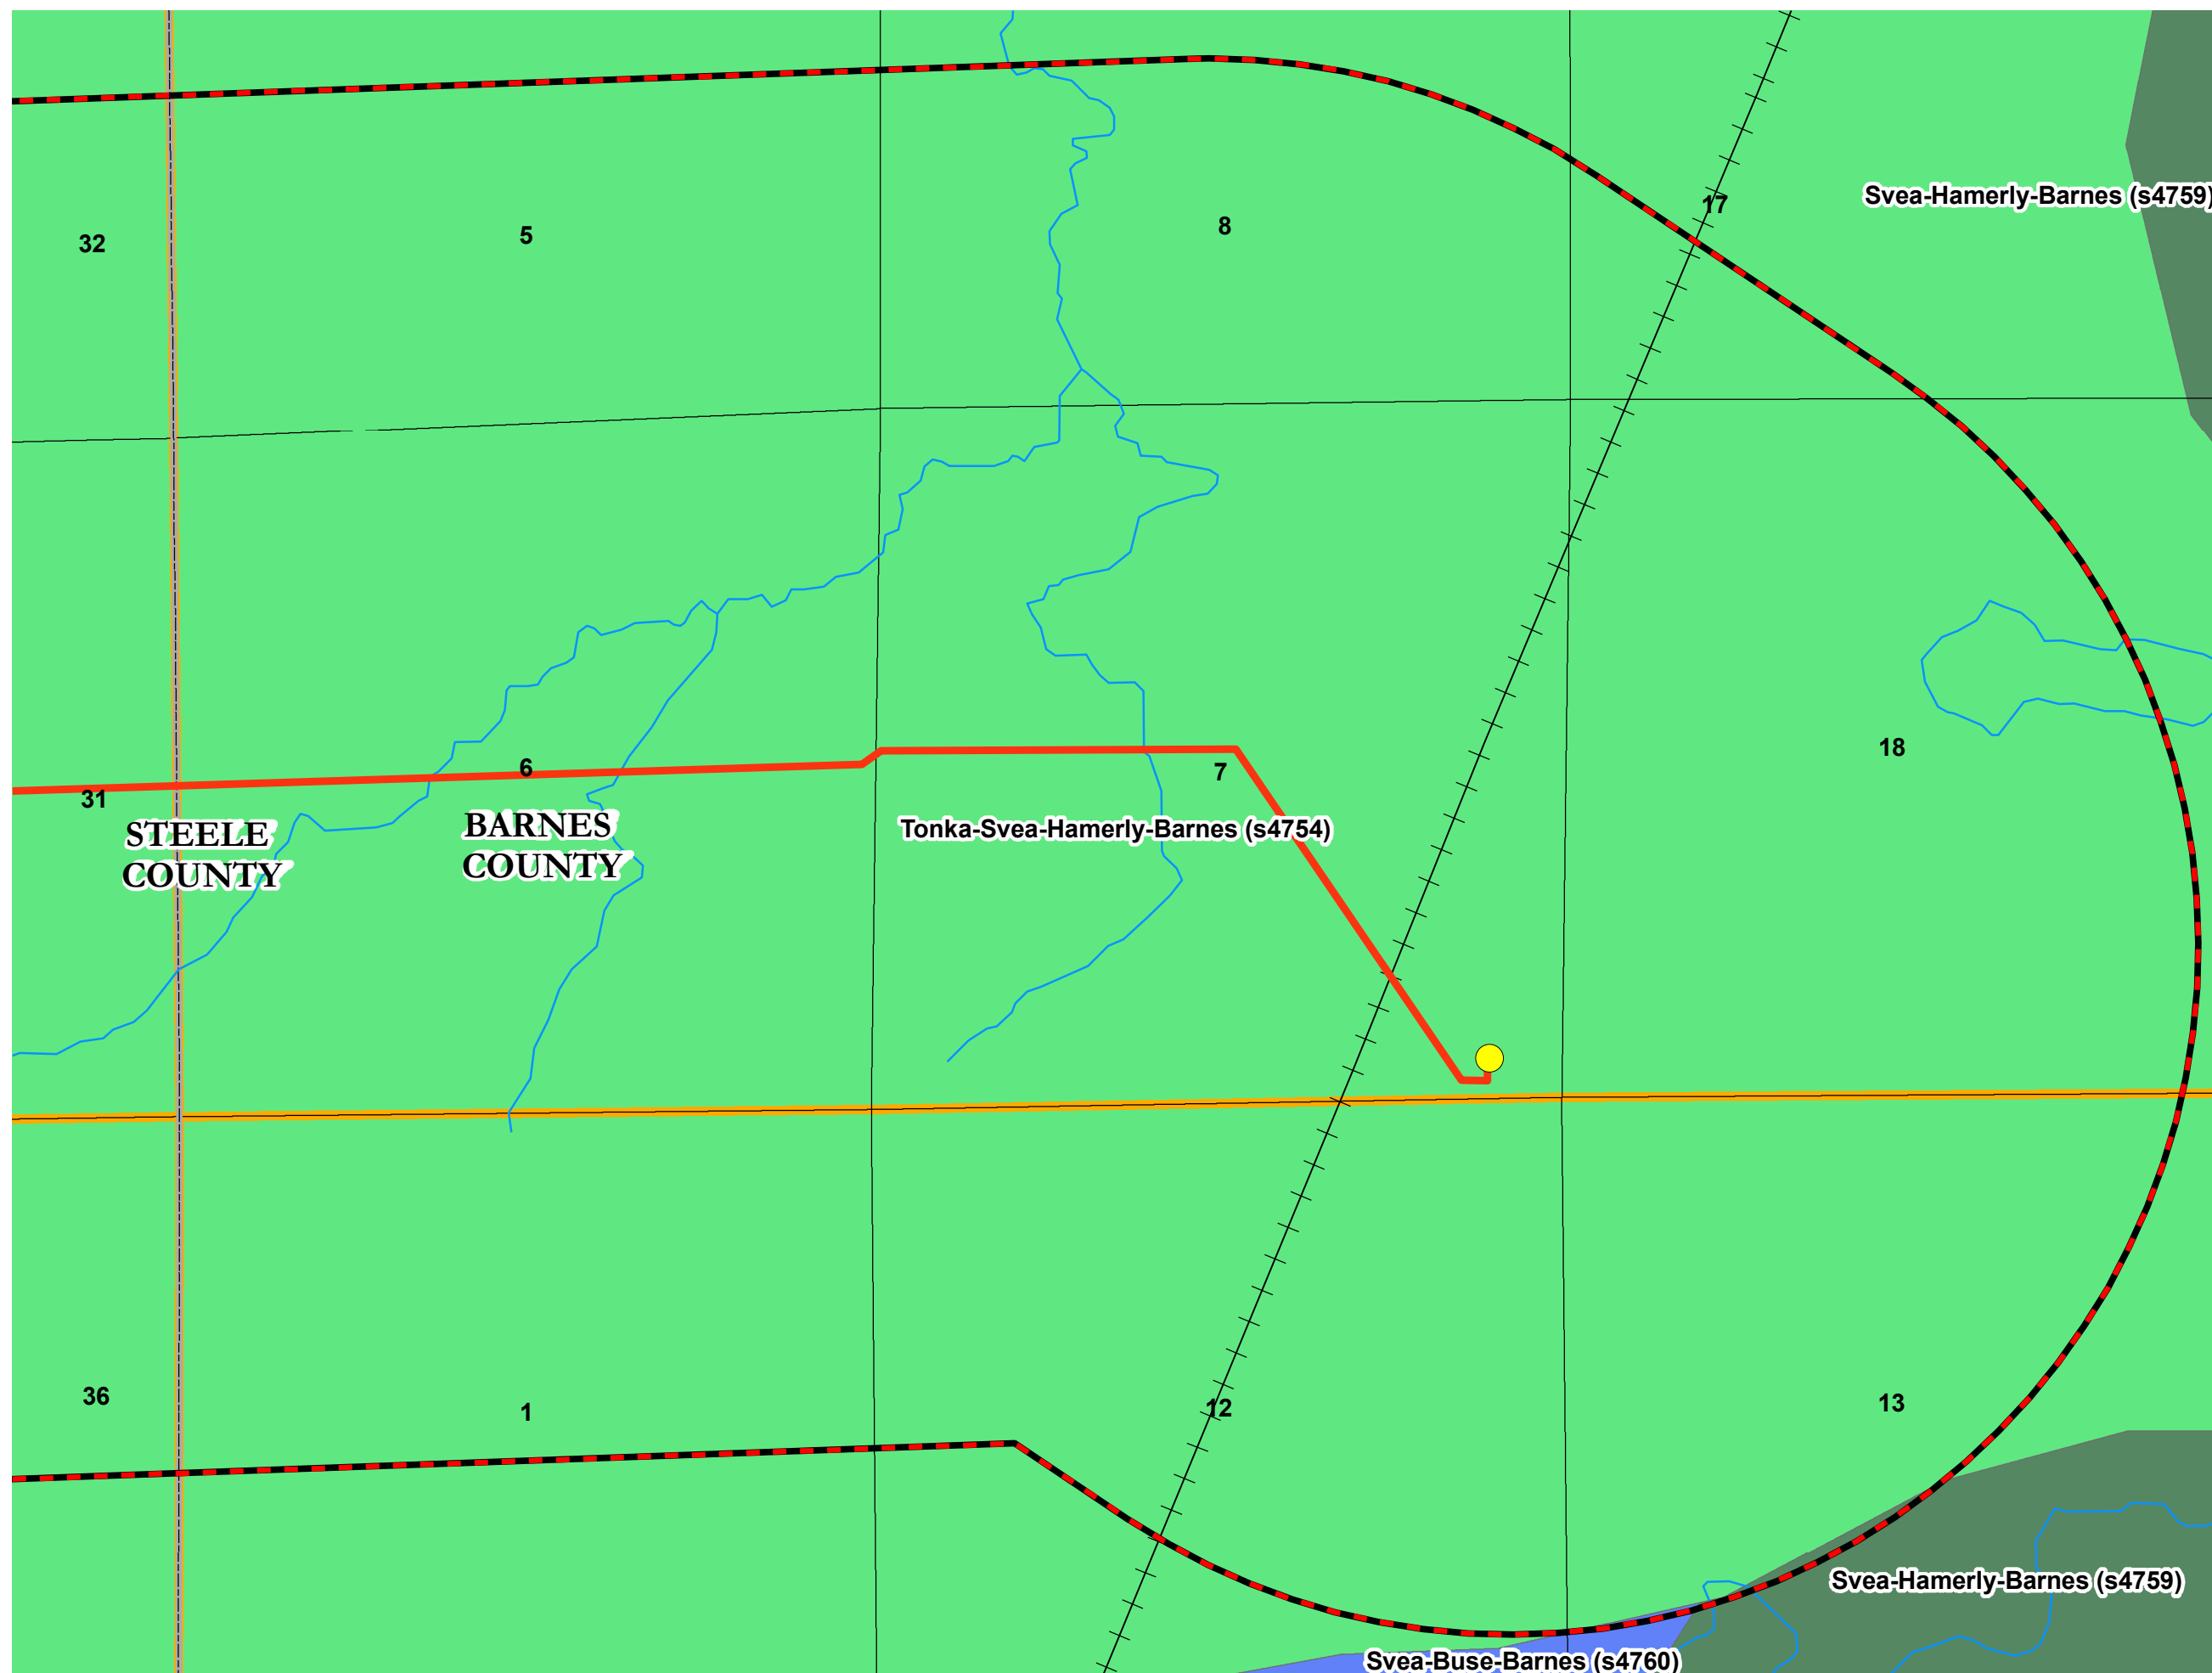 17
Svea-Hamerly-Barnes (s4759)
8
5
32
18
6
7
31
STEELE
COUNTY
BARNES
COUNTY
Tonka-Svea-Hamerly-Barnes (s4754)
36
1
12
13
Svea-Hamerly-Barnes (s4759)
Svea-Buse-Barnes (s4760)